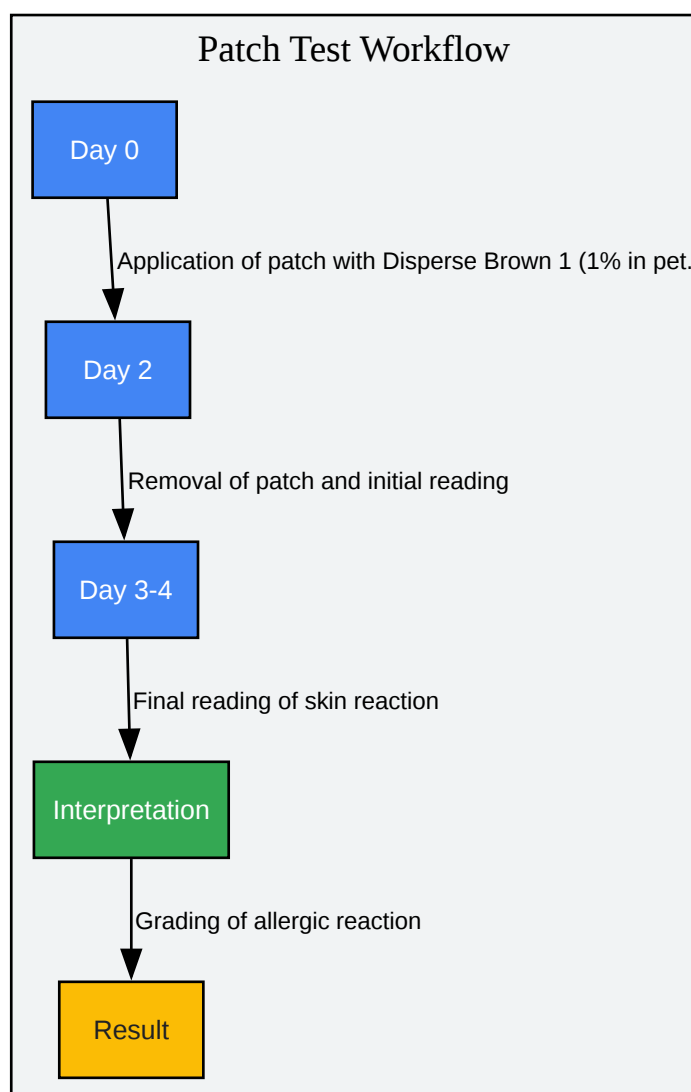 Patch Test Workflow
Day 0
Application of patch with Disperse Brown 1 (1% in pet.
Day 2
Removal of patch and initial reading
Day 3-4
Final reading of skin reaction
Interpretation
Grading of allergic reaction
Result